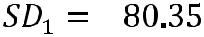 SD₁ = 80.35